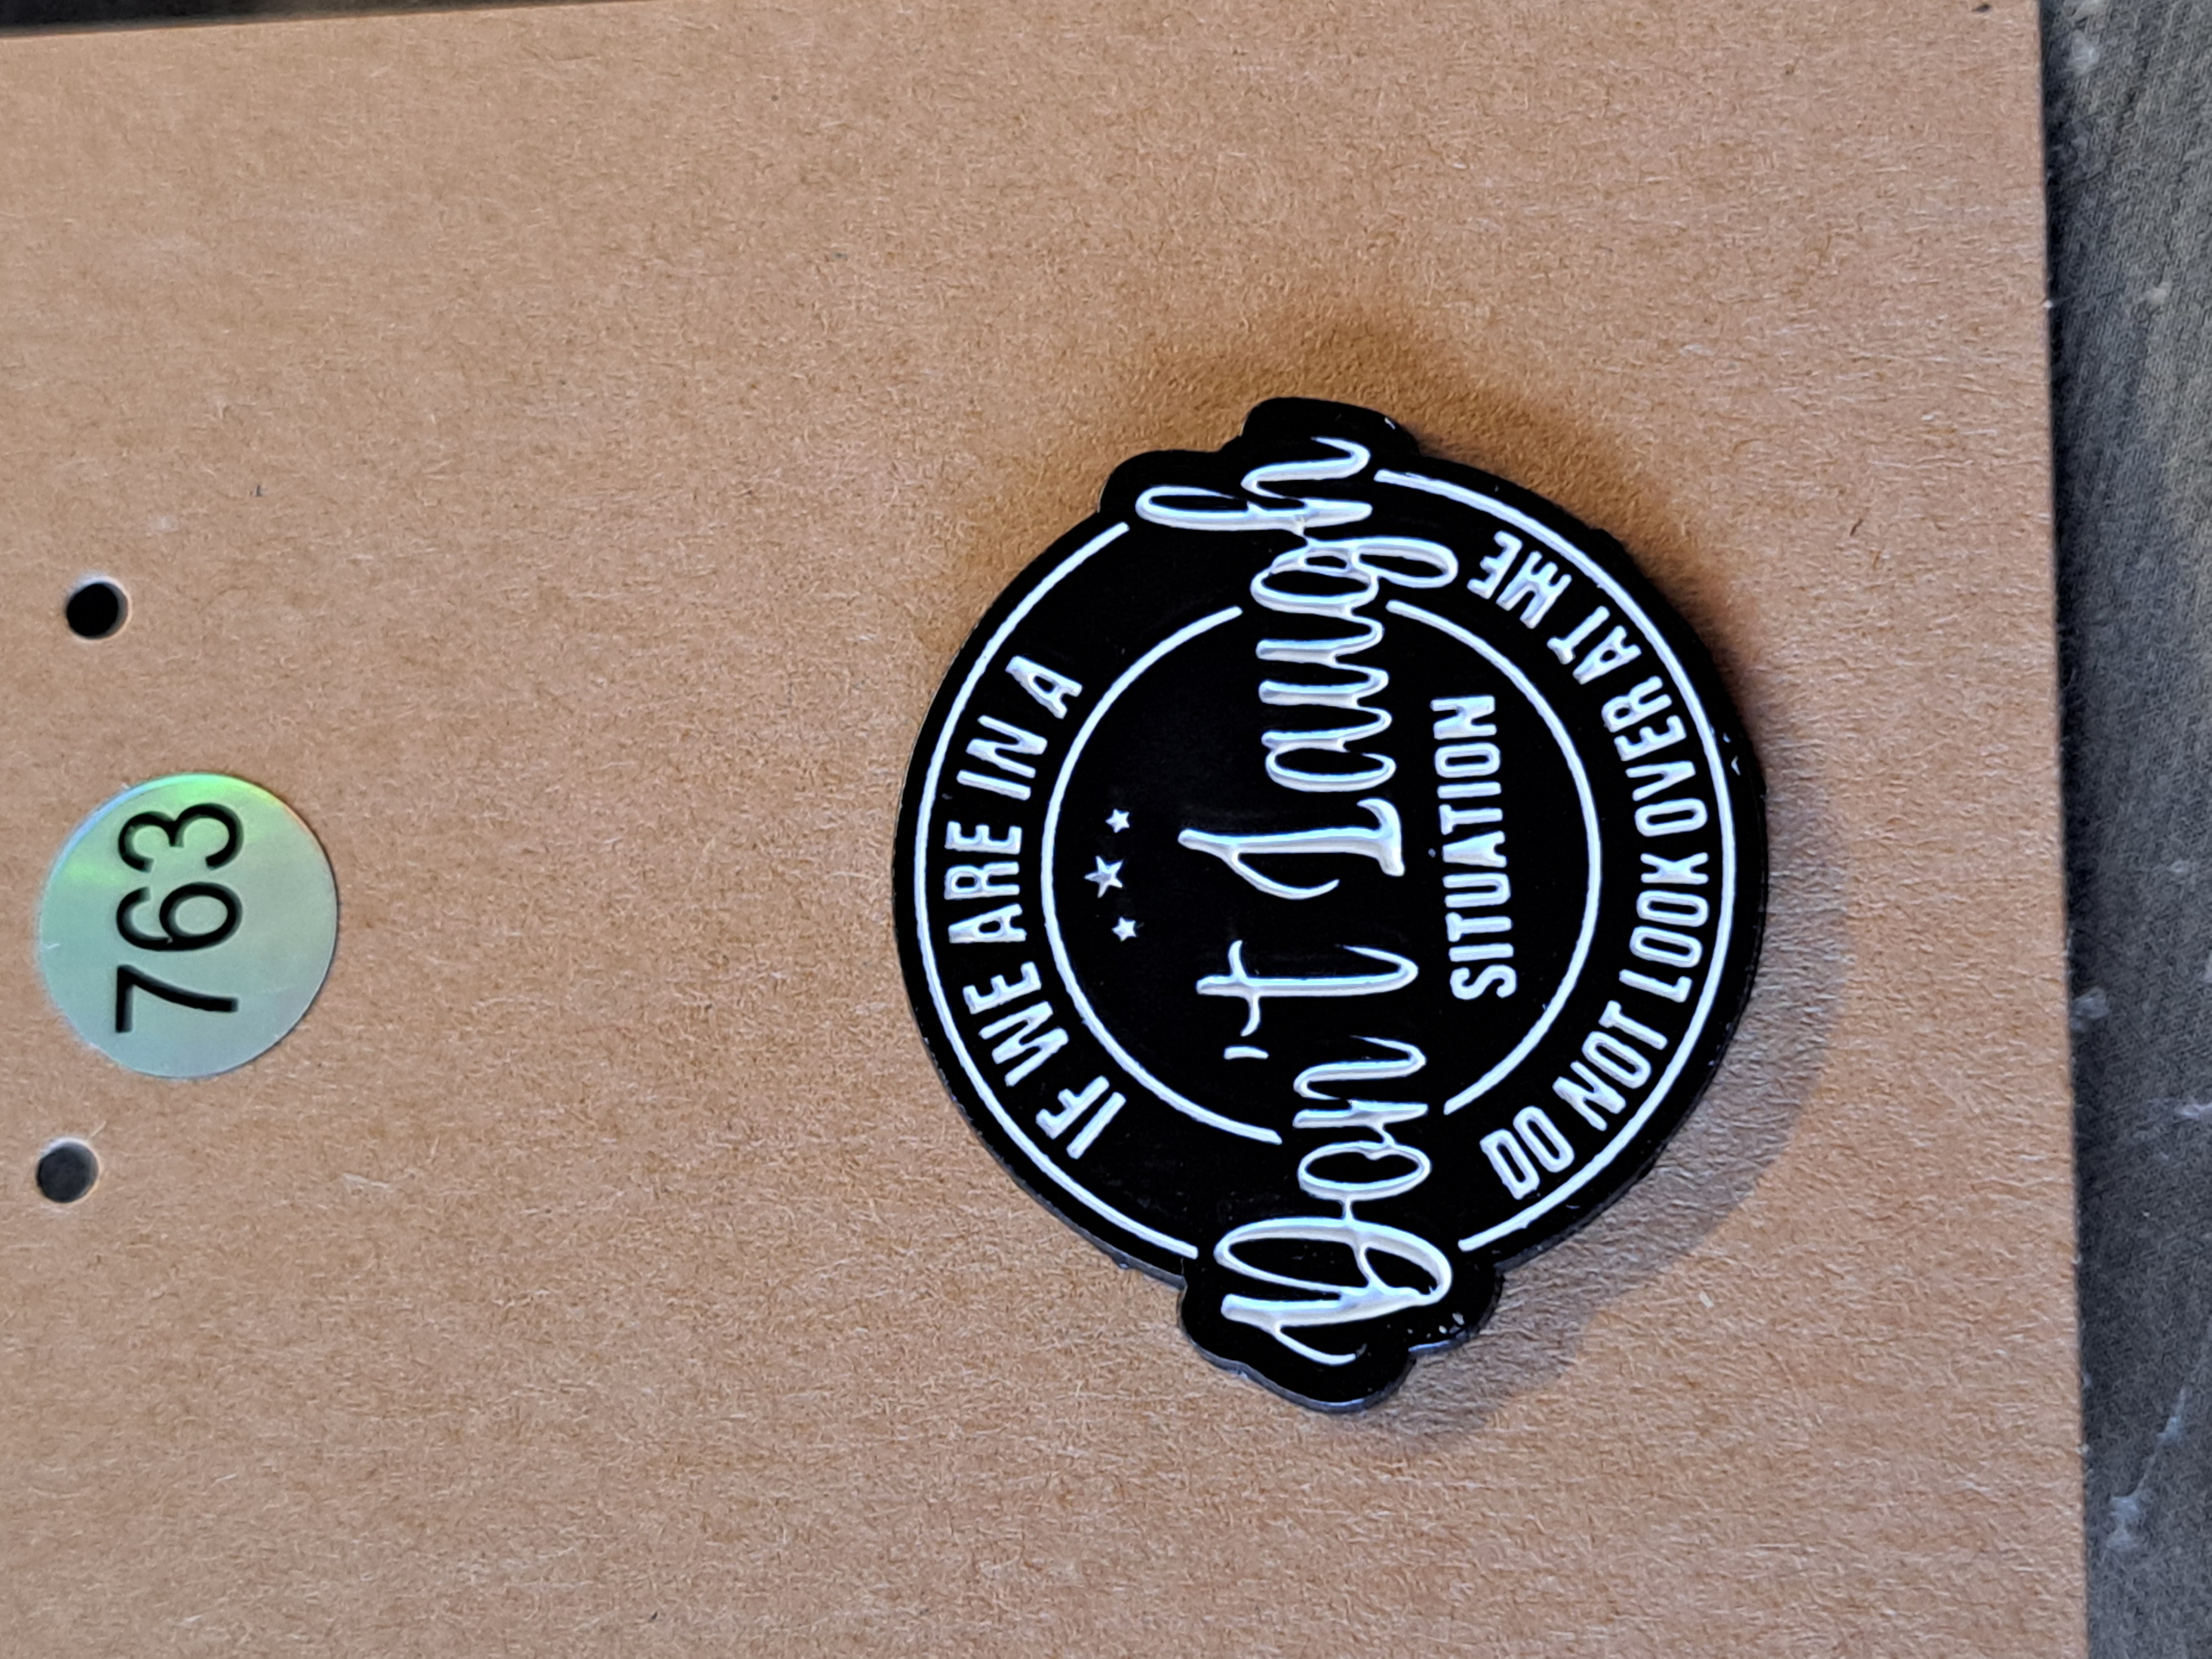 763
IF WE ARE IN A
Don't Laugh
SITUATION
DO NOT LOOK OVER AT ME